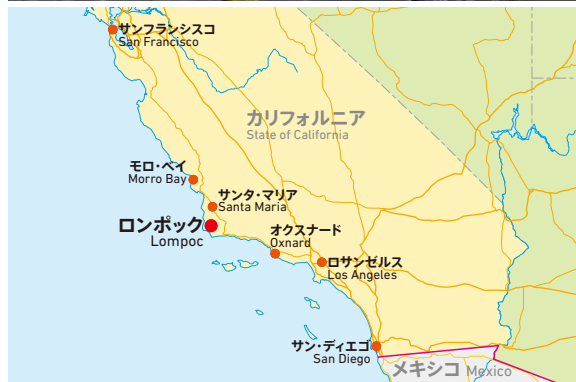 サンフランシスコ
San Francisco
カリフォルニア
State of California
モロ・ベイ
Morro Bay
サンタ・マリア
Santa Maria
ロンポック
Lompoc
オクスナード
Oxnard
ロサンゼルス
Los Angeles
サン・ディエゴ
San Diego
メキシコ Mexico